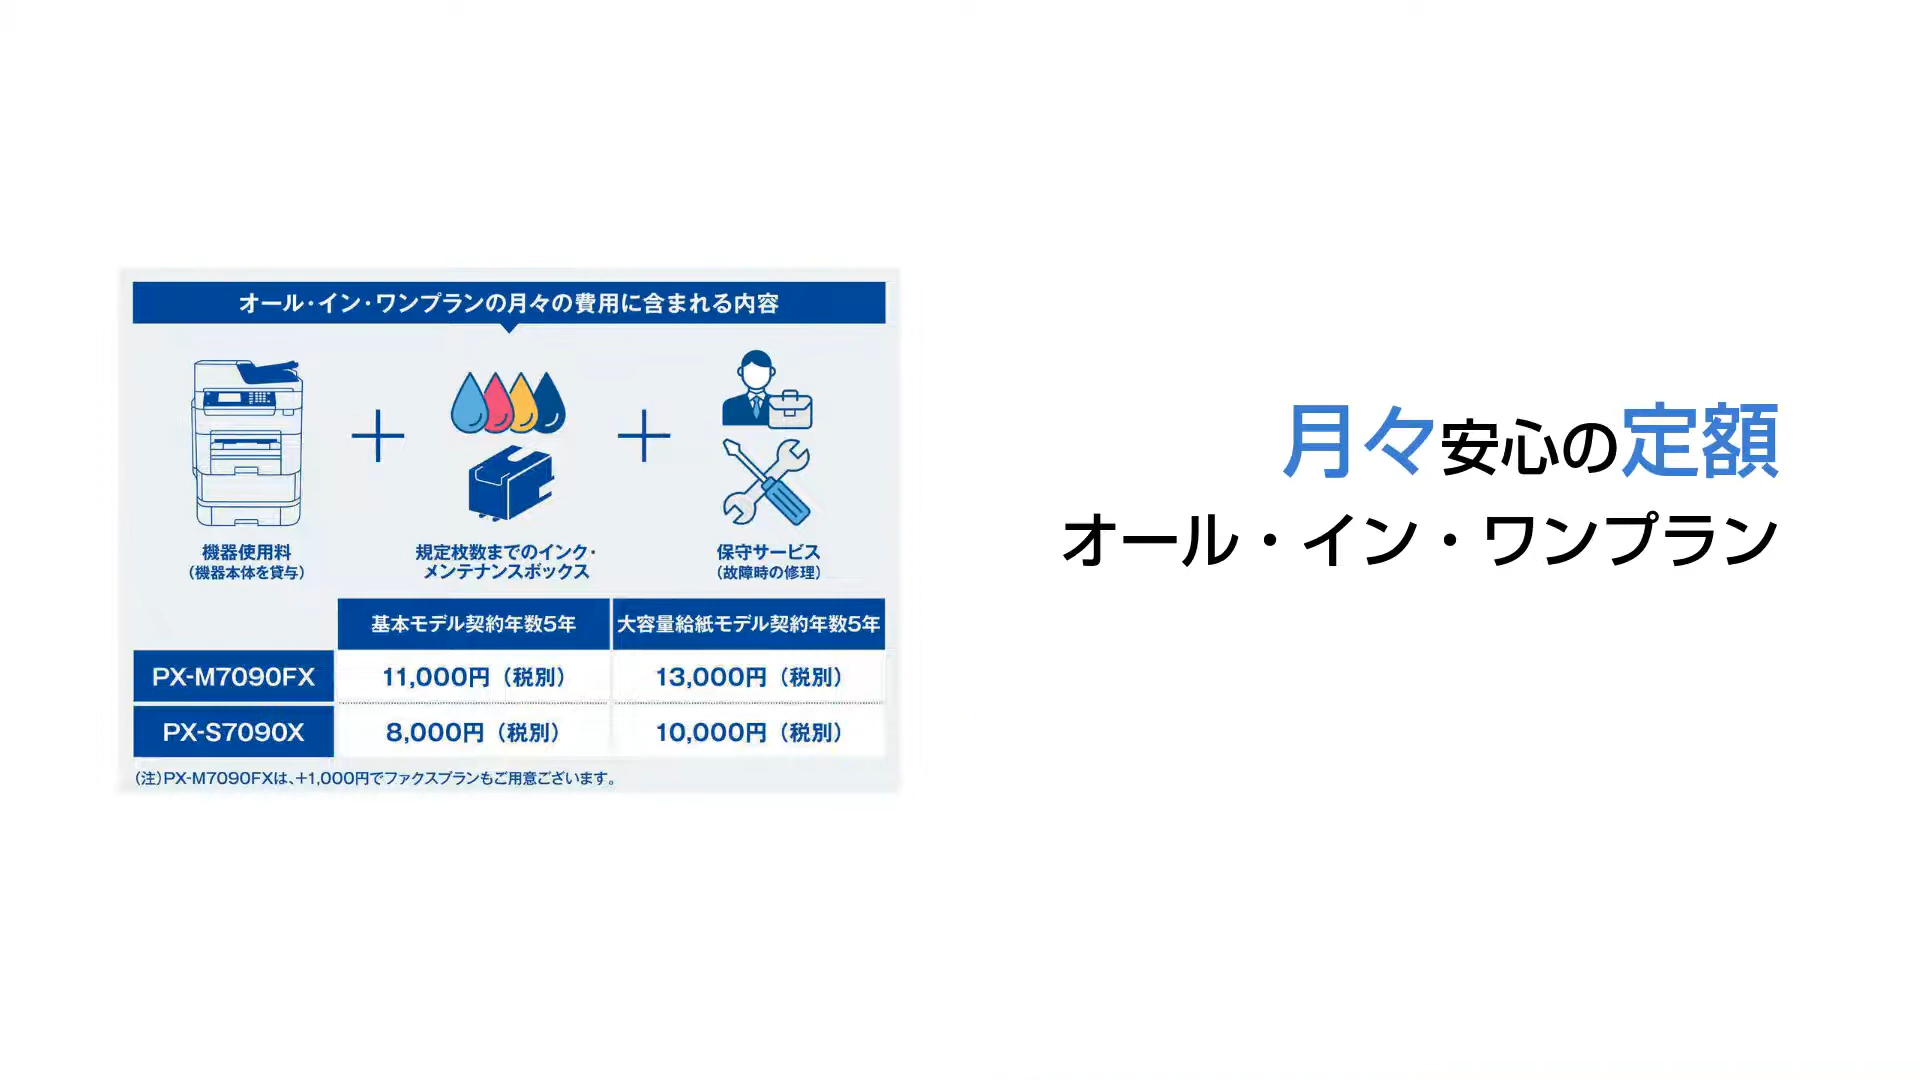 オール・イン・ワンプランの月々の費用に含まれる内容
機器使用料
（機器本体を貸与）
規定枚数までのインク・
メンテナンスボックス
保守サービス
（故障時の修理）
基本モデル契約年数5年 大容量給紙モデル契約年数5年
PX-M7090FX 11,000円（税別） 13,000円（税別）
PX-S7090X 8,000円（税別） 10,000円（税別）
（注）PX-M7090FXは、+1,000円でファクスプランもご用意ございます。
月々安心の定額
オール・イン・ワンプラン